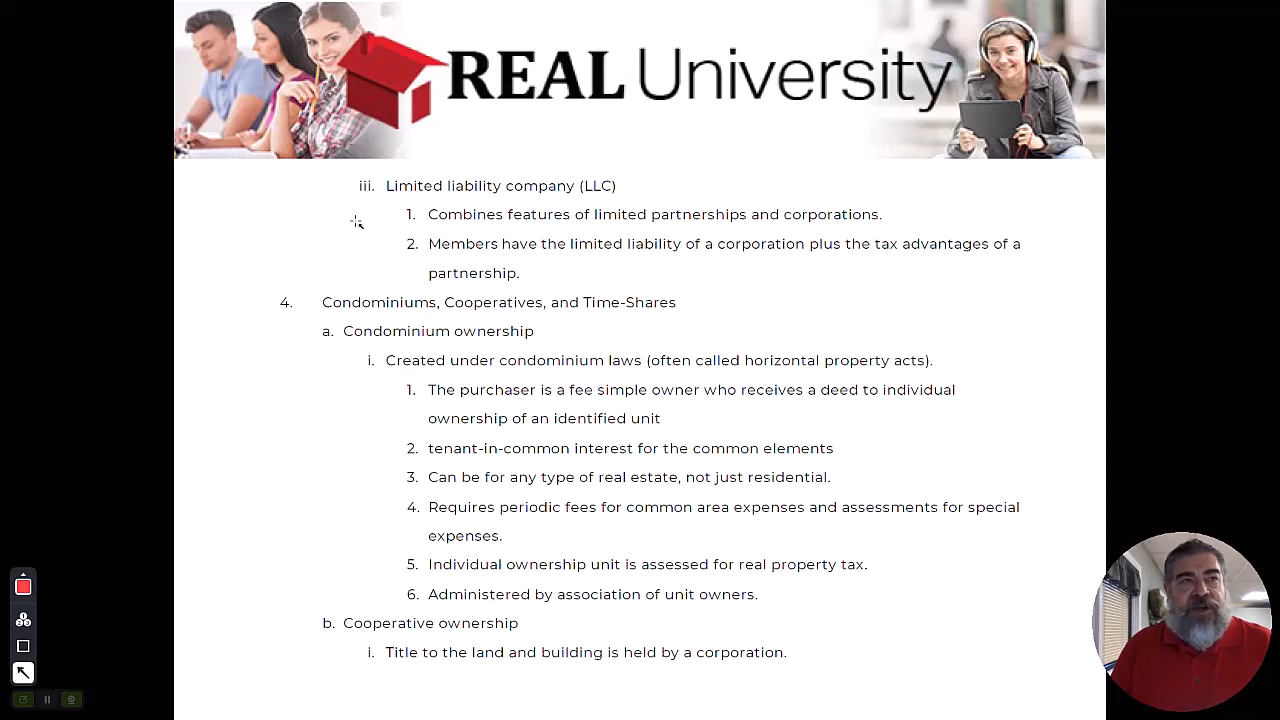 REAL University
iii. Limited liability company (LLC)
1. Combines features of limited partnerships and corporations.
2. Members have the limited liability of a corporation plus the tax advantages of a
partnership.
4. Condominiums, Cooperatives, and Time-Shares
a. Condominium ownership
i. Created under condominium laws (often called horizontal property acts).
1. The purchaser is a fee simple owner who receives a deed to individual
ownership of an identified unit
2. tenant-in-common interest for the common elements
3. Can be for any type of real estate, not just residential.
4. Requires periodic fees for common area expenses and assessments for special
expenses.
5. Individual ownership unit is assessed for real property tax.
6. Administered by association of unit owners.
b. Cooperative ownership
i. Title to the land and building is held by a corporation.